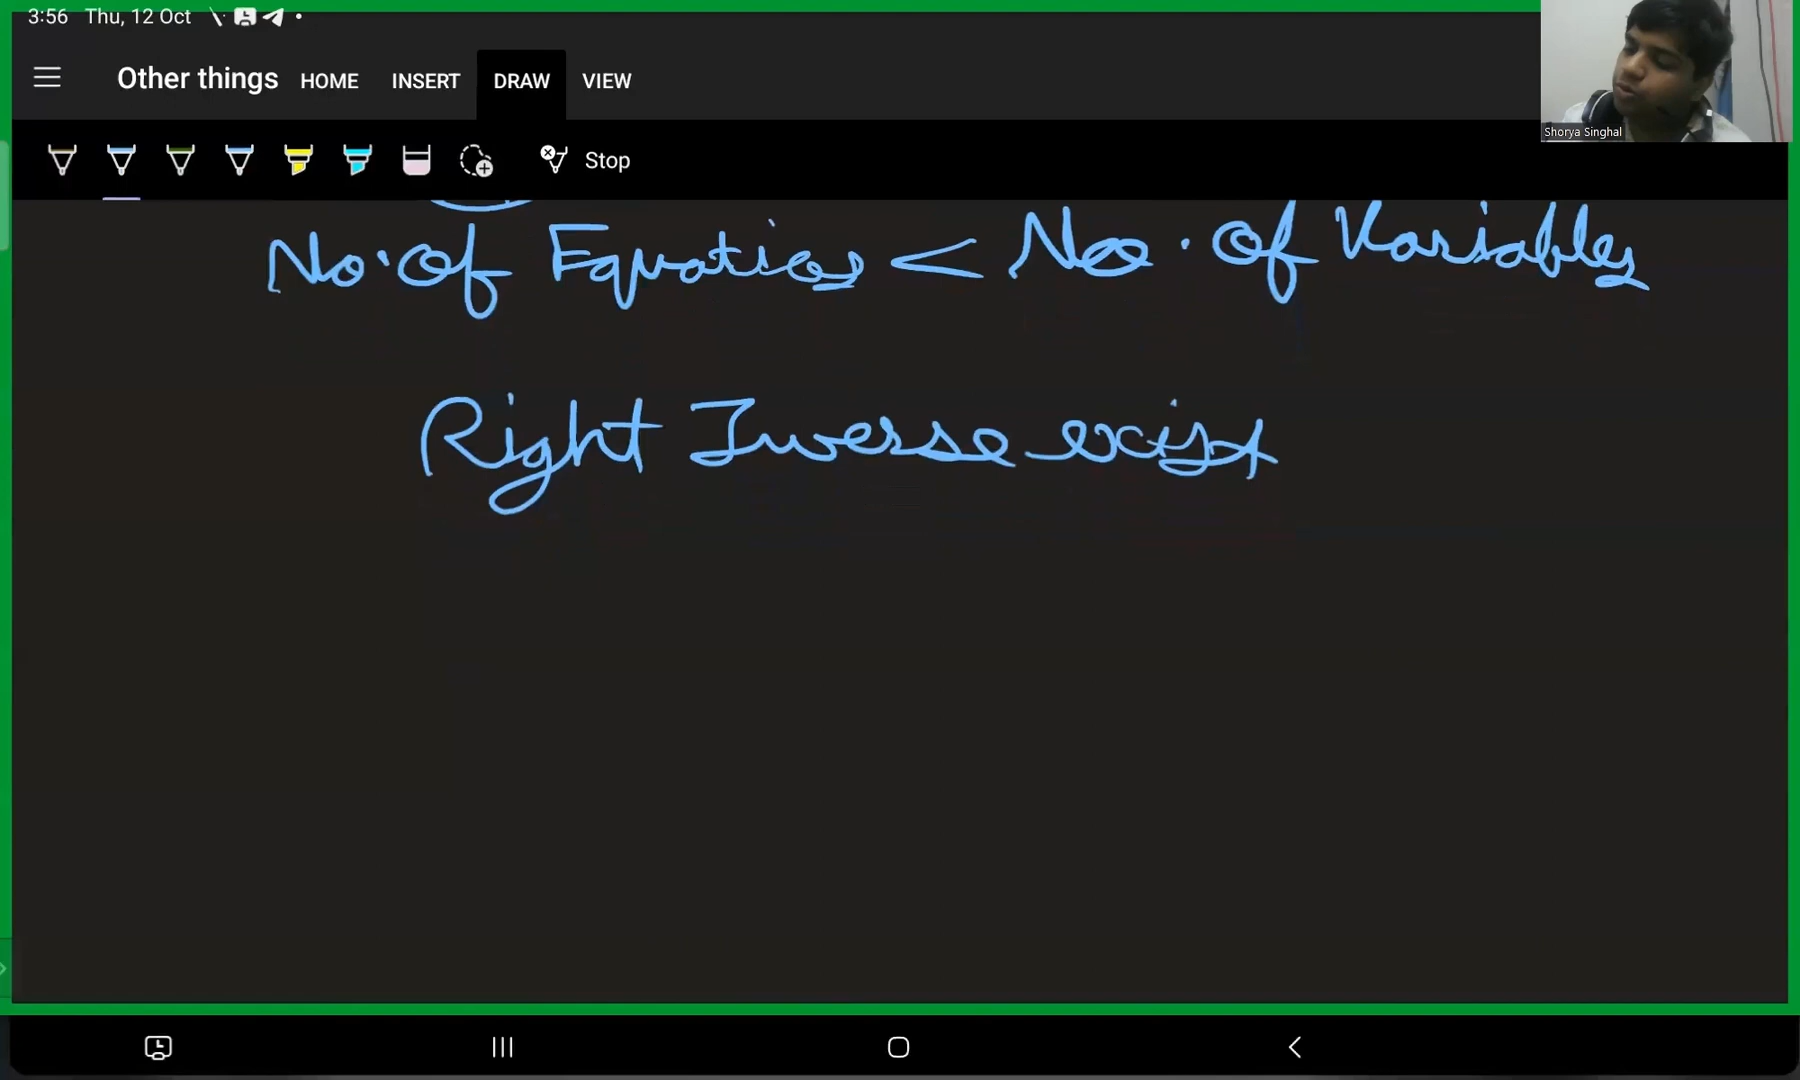 3:56 Thu, 12 Oct
Other things HOME INSERT DRAW VIEW
Shorya Singhal
Stop
No. Of Equations < No. Of Variables
Right Inverse exist